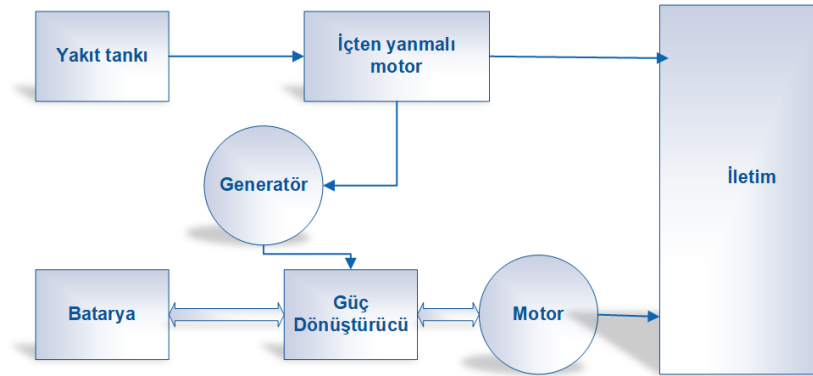 Yakıt tankı
İçten yanmalı
motor
İletim
Generatör
Batarya
Güç
Dönüştürücü
Motor